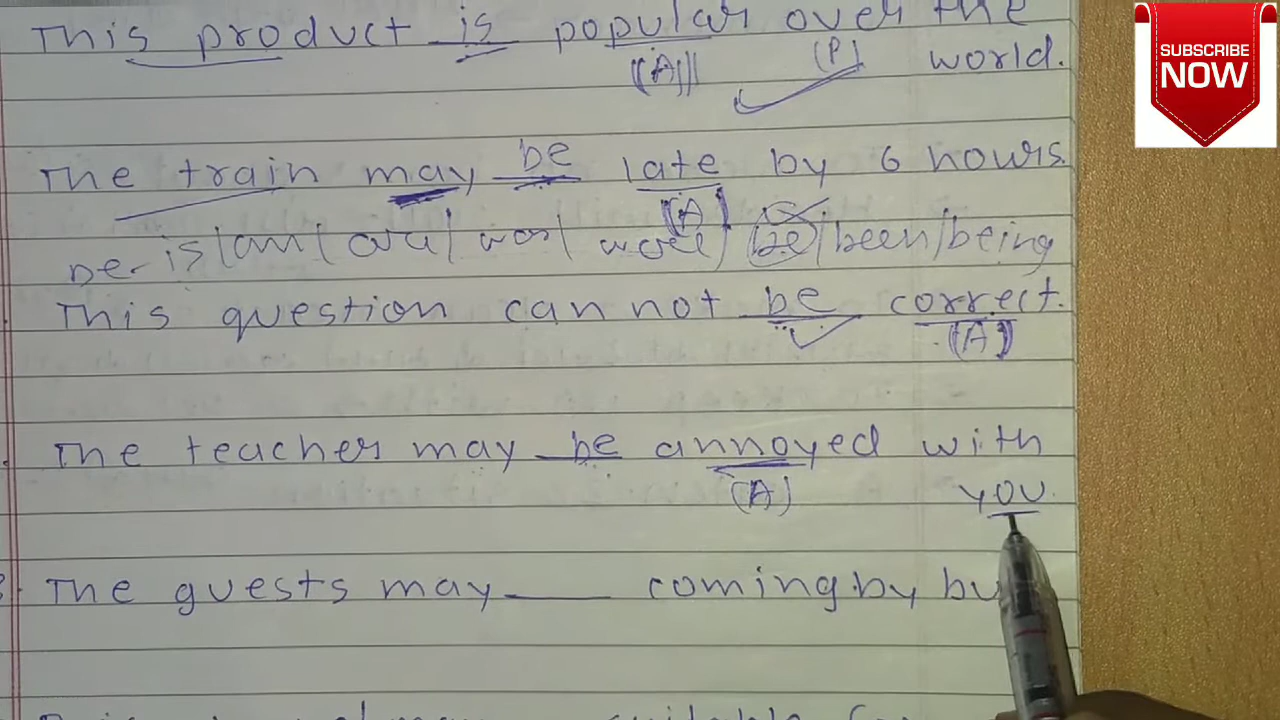 This product is popular over the
(A) (P) world.
SUBSCRIBE
NOW
The train may be late by 6 hours.
(A)
be - is/am/are/was/were/be/been/being
This question can not be correct.
(A)
The teacher may be annoyed with
(A) you.
The guests may ____ coming by bu